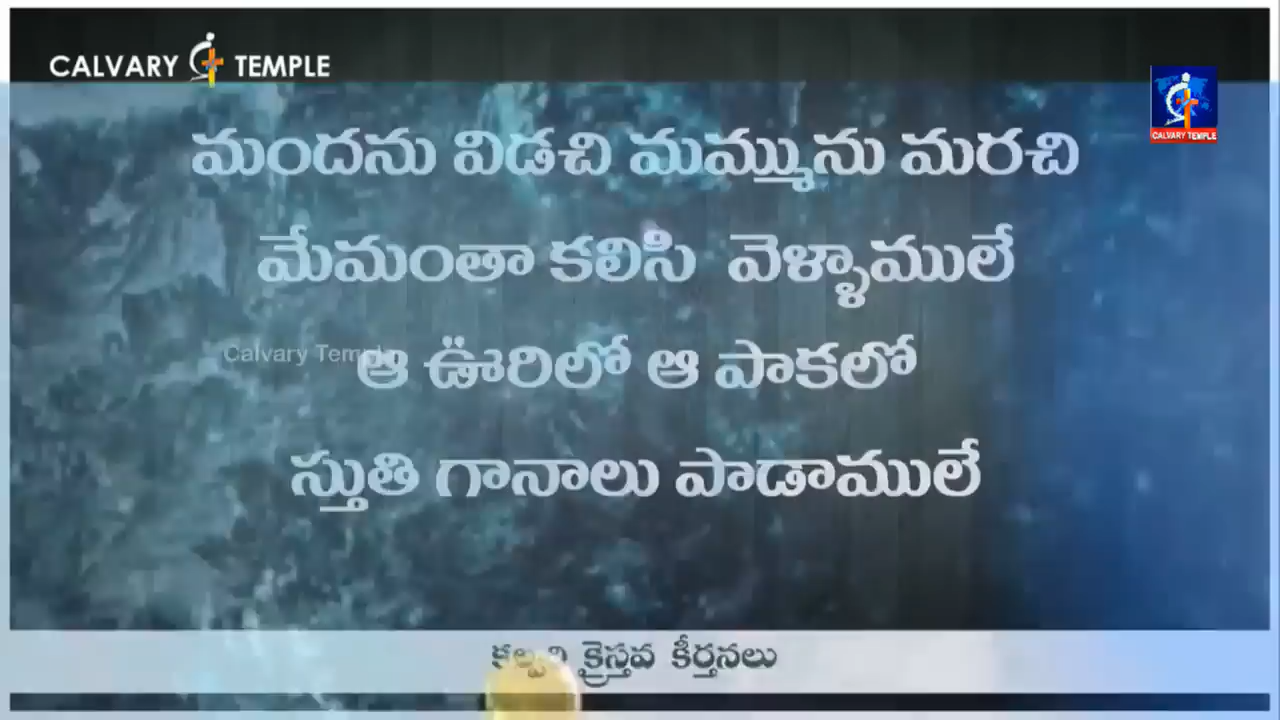 CALVARY TEMPLE
CALVARY TEMPLE
మందను విడచి మమ్మును మరచి
మేమంతా కలిసి వెళ్ళాములే
Calvary Temple
ఆ ఊరిలో ఆ పాకలో
స్తుతి గానాలు పాడాములే
క్రైస్తవ కీర్తనలు